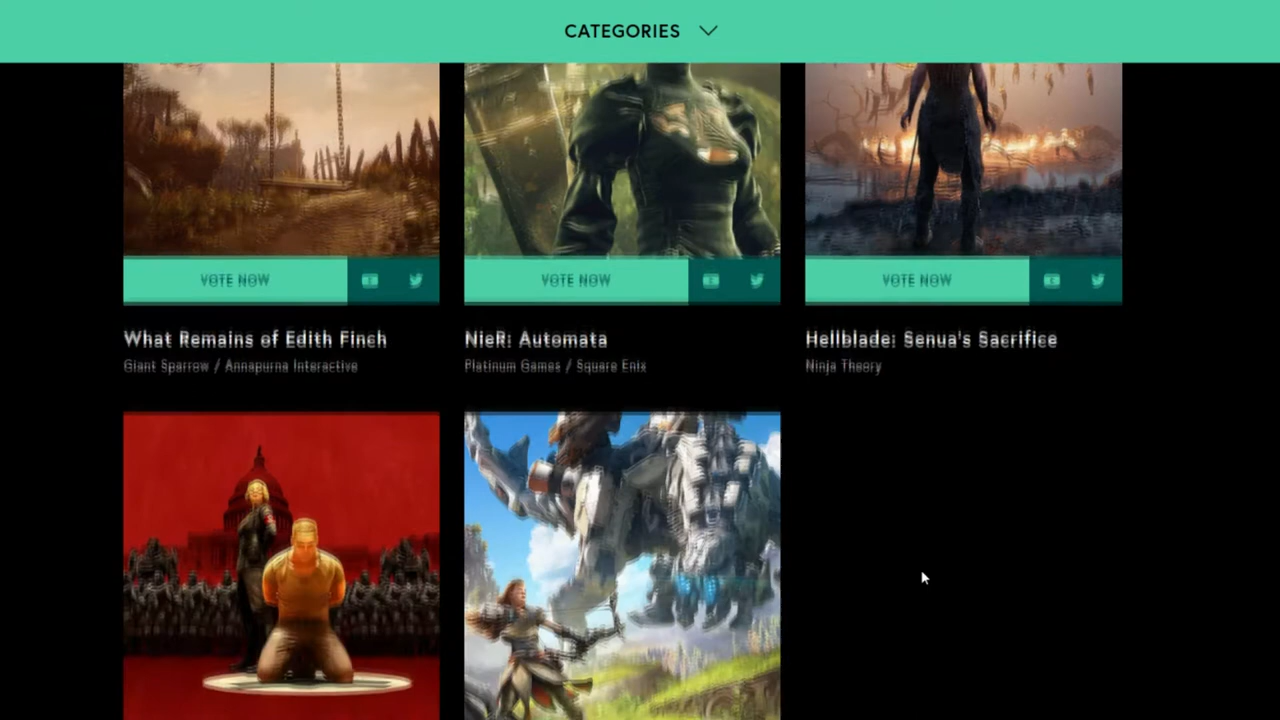 CATEGORIES
VOTE NOW
VOTE NOW
VOTE NOW
What Remains of Edith Finch
Giant Sparrow / Annapurna Interactive
NieR: Automata
Platinum Games / Square Enix
Hellblade: Senua's Sacrifice
Ninja Theory